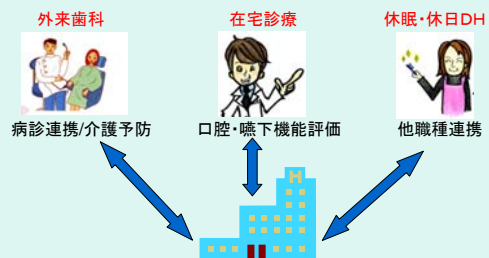 外来歯科
在宅診療
休眠・休日DH
病診連携/介護予防
口腔・嚥下機能評価
他職種連携
H